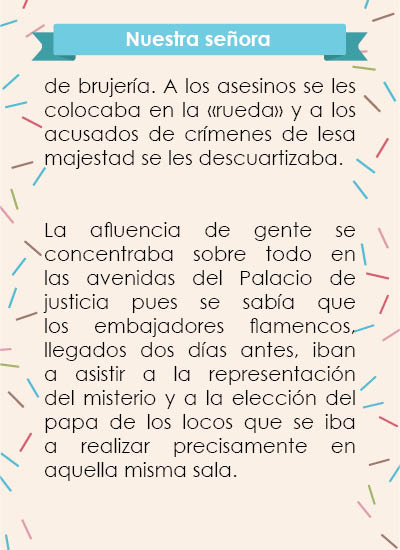 Nuestra señora
de brujería. A los asesinos se les
colocaba en la «rueda» y a los
acusados de crímenes de lesa
majestad se les descuartizaba.
La afluencia de gente se
concentraba sobre todo en
las avenidas del Palacio de
justicia pues se sabía que
los embajadores flamencos,
llegados dos días antes, iban
a asistir a la representación
del misterio y a la elección del
papa de los locos que se iba
a realizar precisamente en
aquella misma sala.